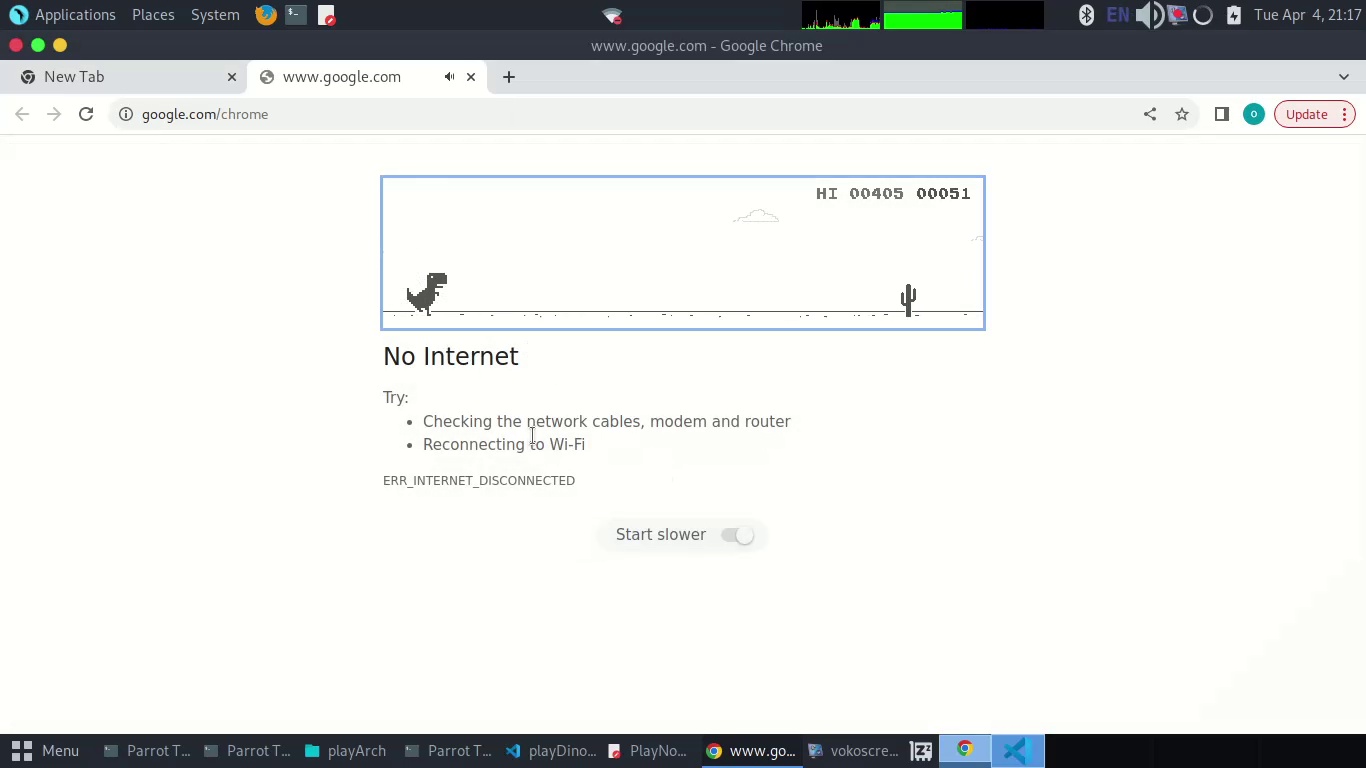 Applications Places System EN Tue Apr 4, 21:17
www.google.com - Google Chrome
New Tab www.google.com
google.com/chrome O Update
HI 00405 00051
No Internet
Try:
Checking the network cables, modem and router
Reconnecting to Wi-Fi
ERR_INTERNET_DISCONNECTED
Start slower
Menu Parrot T... Parrot T... playArch Parrot T... playDino... PlayNo... www.go... vokoscre...